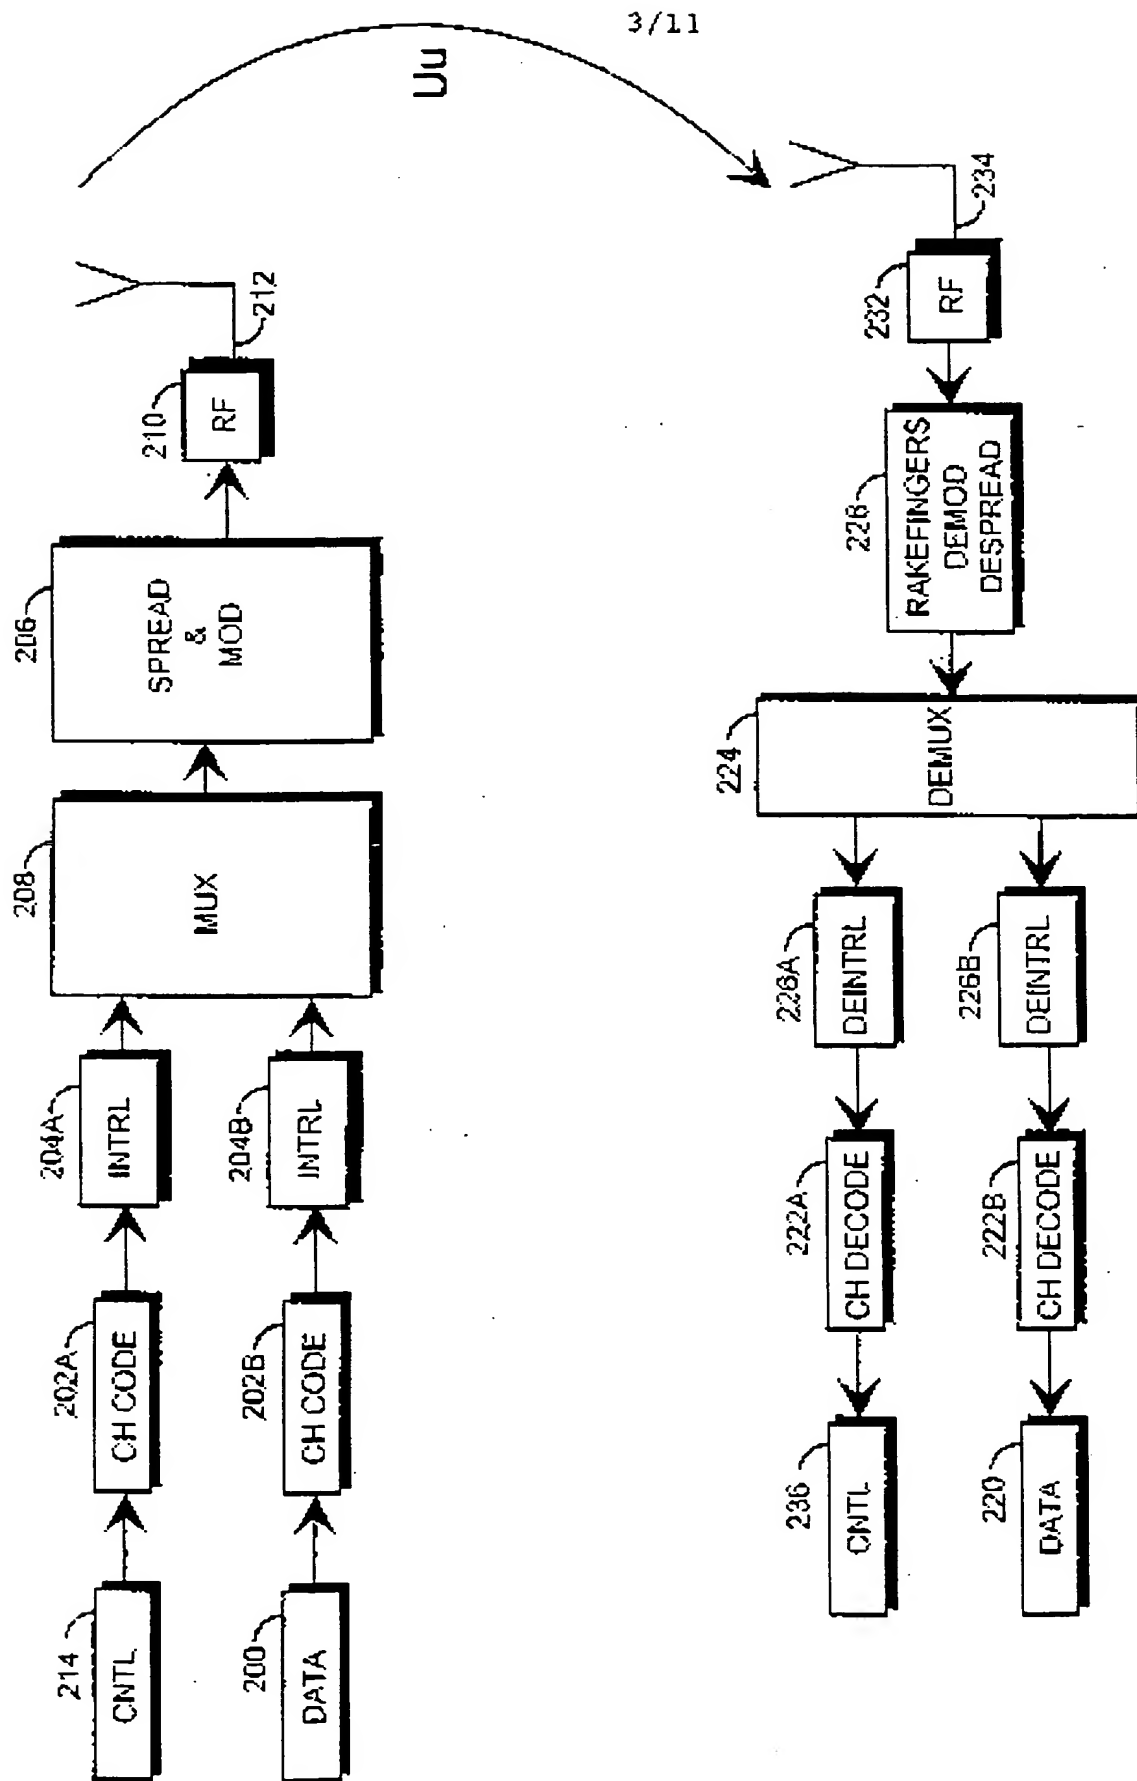 3/11
Uu
214
CNTL
202A
CH CODE
204A
INTRL
200
DATA
202B
CH CODE
204B
INTRL
208
MUX
206
SPREAD
&
MOD
210
RF
212
236
CNTL
222A
CH DECODE
226A
DEINTRL
220
DATA
222B
CH DECODE
226B
DEINTRL
224
DEMUX
228
RAKEFINGERS
DEMOD
DESPREAD
232
RF
234